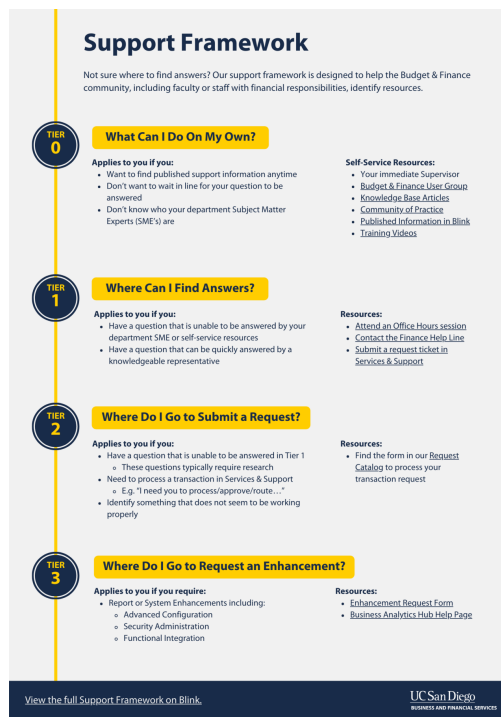 Support Framework
Not sure where to find answers? Our support framework is designed to help the Budget & Finance
community, including faculty or staff with financial responsibilities, identify resources.
TIER
0
What Can I Do On My Own?
Applies to you if you:
• Want to find published support information anytime
• Don't want to wait in line for your question to be
answered
• Don't know who your department Subject Matter
Experts (SME's) are
Self-Service Resources:
• Your immediate Supervisor
• Budget & Finance User Group
• Knowledge Base Articles
• Community of Practice
• Published Information in Blink
• Training Videos
TIER
1
Where Can I Find Answers?
Applies to you if you:
• Have a question that is unable to be answered by your
department SME or self-service resources
• Have a question that can be quickly answered by a
knowledgeable representative
Resources:
• Attend an Office Hours session
• Contact the Finance Help Line
• Submit a request ticket in
Services & Support
TIER
2
Where Do I Go to Submit a Request?
Applies to you if you:
• Have a question that is unable to be answered in Tier 1
◦ These questions typically require research
• Need to process a transaction in Services & Support
◦ E.g. "I need you to process/approve/route…"
• Identify something that does not seem to be working
properly
Resources:
• Find the form in our Request
Catalog to process your
transaction request
TIER
3
Where Do I Go to Request an Enhancement?
Applies to you if you require:
• Report or System Enhancements including:
◦ Advanced Configuration
◦ Security Administration
◦ Functional Integration
Resources:
• Enhancement Request Form
• Business Analytics Hub Help Page
View the full Support Framework on Blink.
UC San Diego
BUSINESS AND FINANCIAL SERVICES